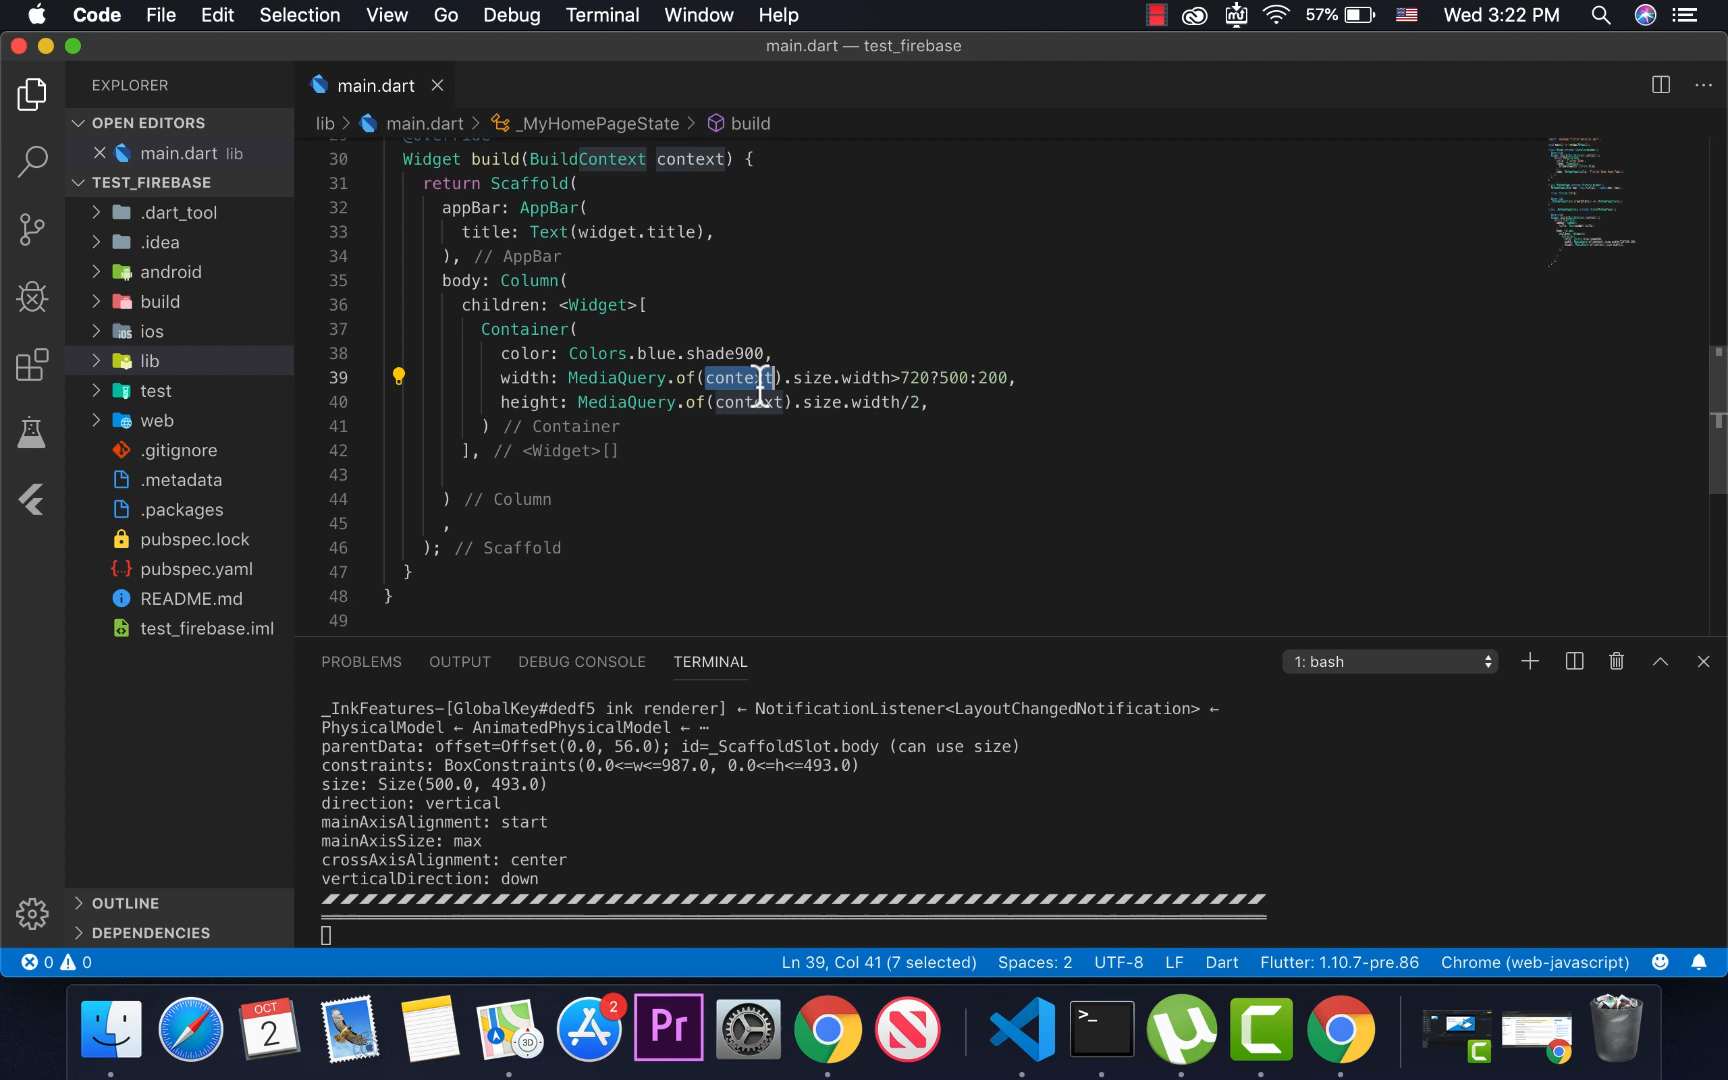 Code File Edit Selection View Go Debug Terminal Window Help 57% Wed 3:22 PM
main.dart — test_firebase
EXPLORER
main.dart
OPEN EDITORS
lib > main.dart > _MyHomePageState > build
main.dart lib
TEST_FIREBASE
.dart_tool
.idea
android
build
ios
lib
test
web
.gitignore
.metadata
.packages
pubspec.lock
pubspec.yaml
README.md
test_firebase.iml
OUTLINE
DEPENDENCIES
@override
30 Widget build(BuildContext context) {
31 return Scaffold(
32 appBar: AppBar(
33 title: Text(widget.title),
34 ), // AppBar
35 body: Column(
36 children: <Widget>[
37 Container(
38 color: Colors.blue.shade900,
39 width: MediaQuery.of(context).size.width>720?500:200,
40 height: MediaQuery.of(context).size.width/2,
41 ) // Container
42 ], // <Widget>[]
43
44 ) // Column
45 ,
46 ); // Scaffold
47 }
48 }
49
PROBLEMS OUTPUT DEBUG CONSOLE TERMINAL 1: bash
_InkFeatures-[GlobalKey#dedf5 ink renderer] ← NotificationListener<LayoutChangedNotification> ←
PhysicalModel ← AnimatedPhysicalModel ← ⋯
parentData: offset=Offset(0.0, 56.0); id=_ScaffoldSlot.body (can use size)
constraints: BoxConstraints(0.0<=w<=987.0, 0.0<=h<=493.0)
size: Size(500.0, 493.0)
direction: vertical
mainAxisAlignment: start
mainAxisSize: max
crossAxisAlignment: center
verticalDirection: down
0 0 Ln 39, Col 41 (7 selected) Spaces: 2 UTF-8 LF Dart Flutter: 1.10.7-pre.86 Chrome (web-javascript)
OCT
2
3D
2
Pr
>_